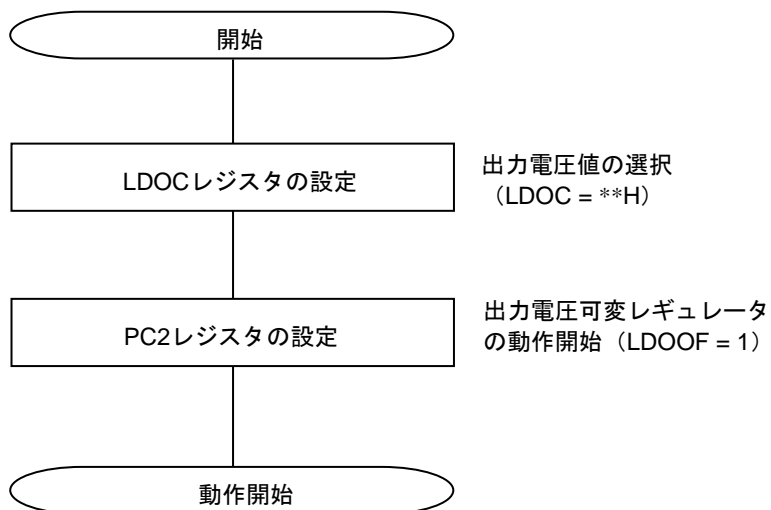 開始
LDOCレジスタの設定
出力電圧値の選択
（LDOC = **H）
PC2レジスタの設定
出力電圧可変レギュレータ
の動作開始（LDOOF = 1）
動作開始